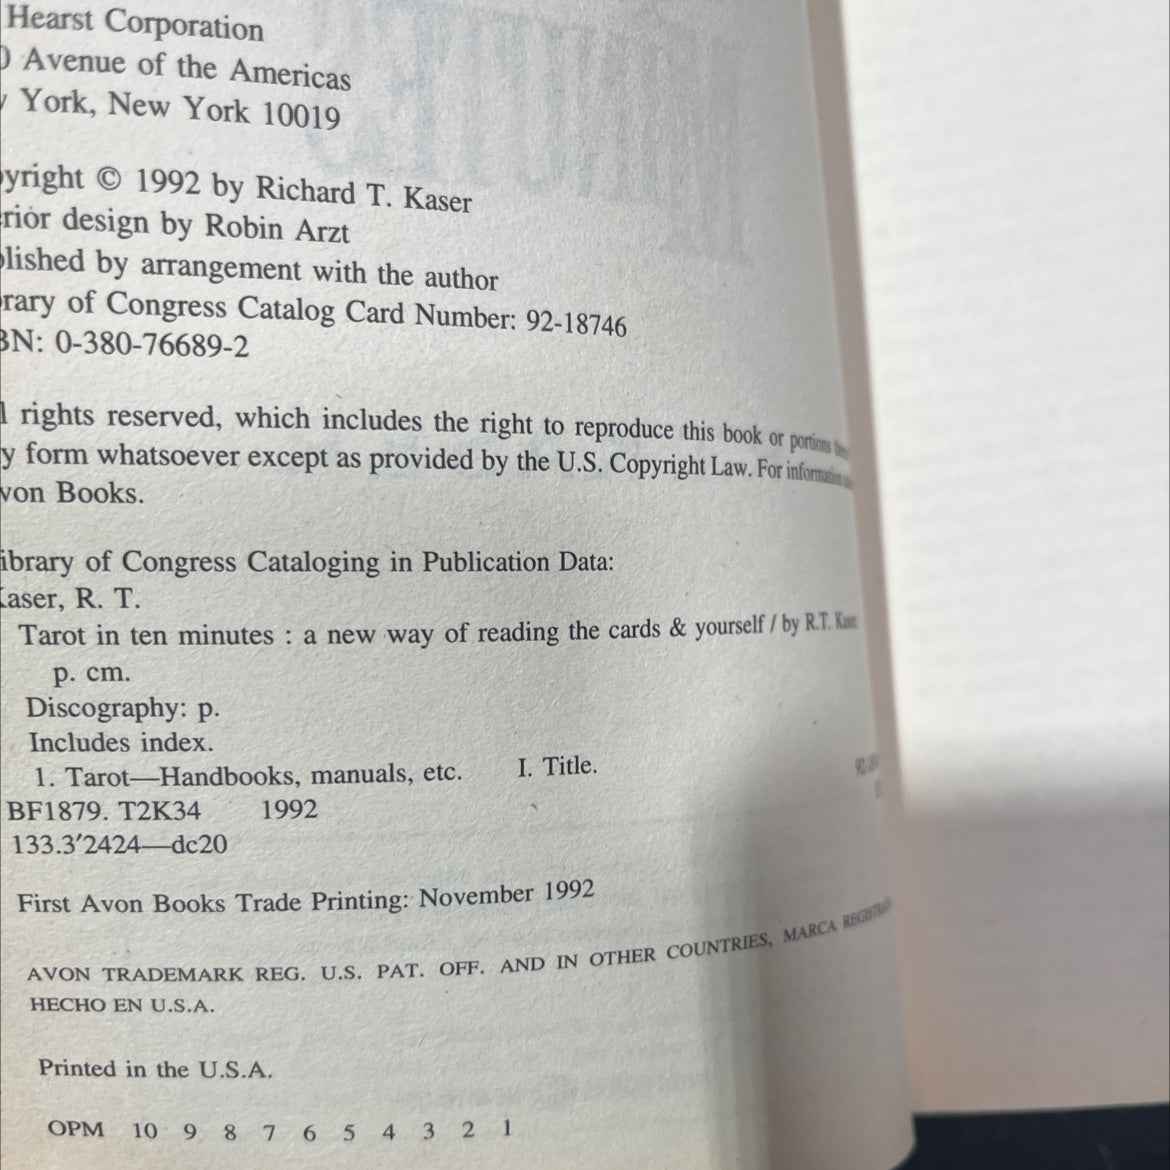 Hearst Corporation
Avenue of the Americas
York, New York 10019
yright © 1992 by Richard T. Kaser
rior design by Robin Arzt
lished by arrangement with the author
rary of Congress Catalog Card Number: 92-18746
BN: 0-380-76689-2
l rights reserved, which includes the right to reproduce this book or portions
y form whatsoever except as provided by the U.S. Copyright Law. For information
von Books.
ibrary of Congress Cataloging in Publication Data:
Kaser, R. T.
Tarot in ten minutes : a new way of reading the cards & yourself / by R.T. Kaser
p. cm.
Discography: p.
Includes index.
1. Tarot—Handbooks, manuals, etc. I. Title.
BF1879. T2K34 1992
133.3′2424—dc20
First Avon Books Trade Printing: November 1992
AVON TRADEMARK REG. U.S. PAT. OFF. AND IN OTHER COUNTRIES, MARCA REGISTRAD
HECHO EN U.S.A.
Printed in the U.S.A.
OPM 10 9 8 7 6 5 4 3 2 1